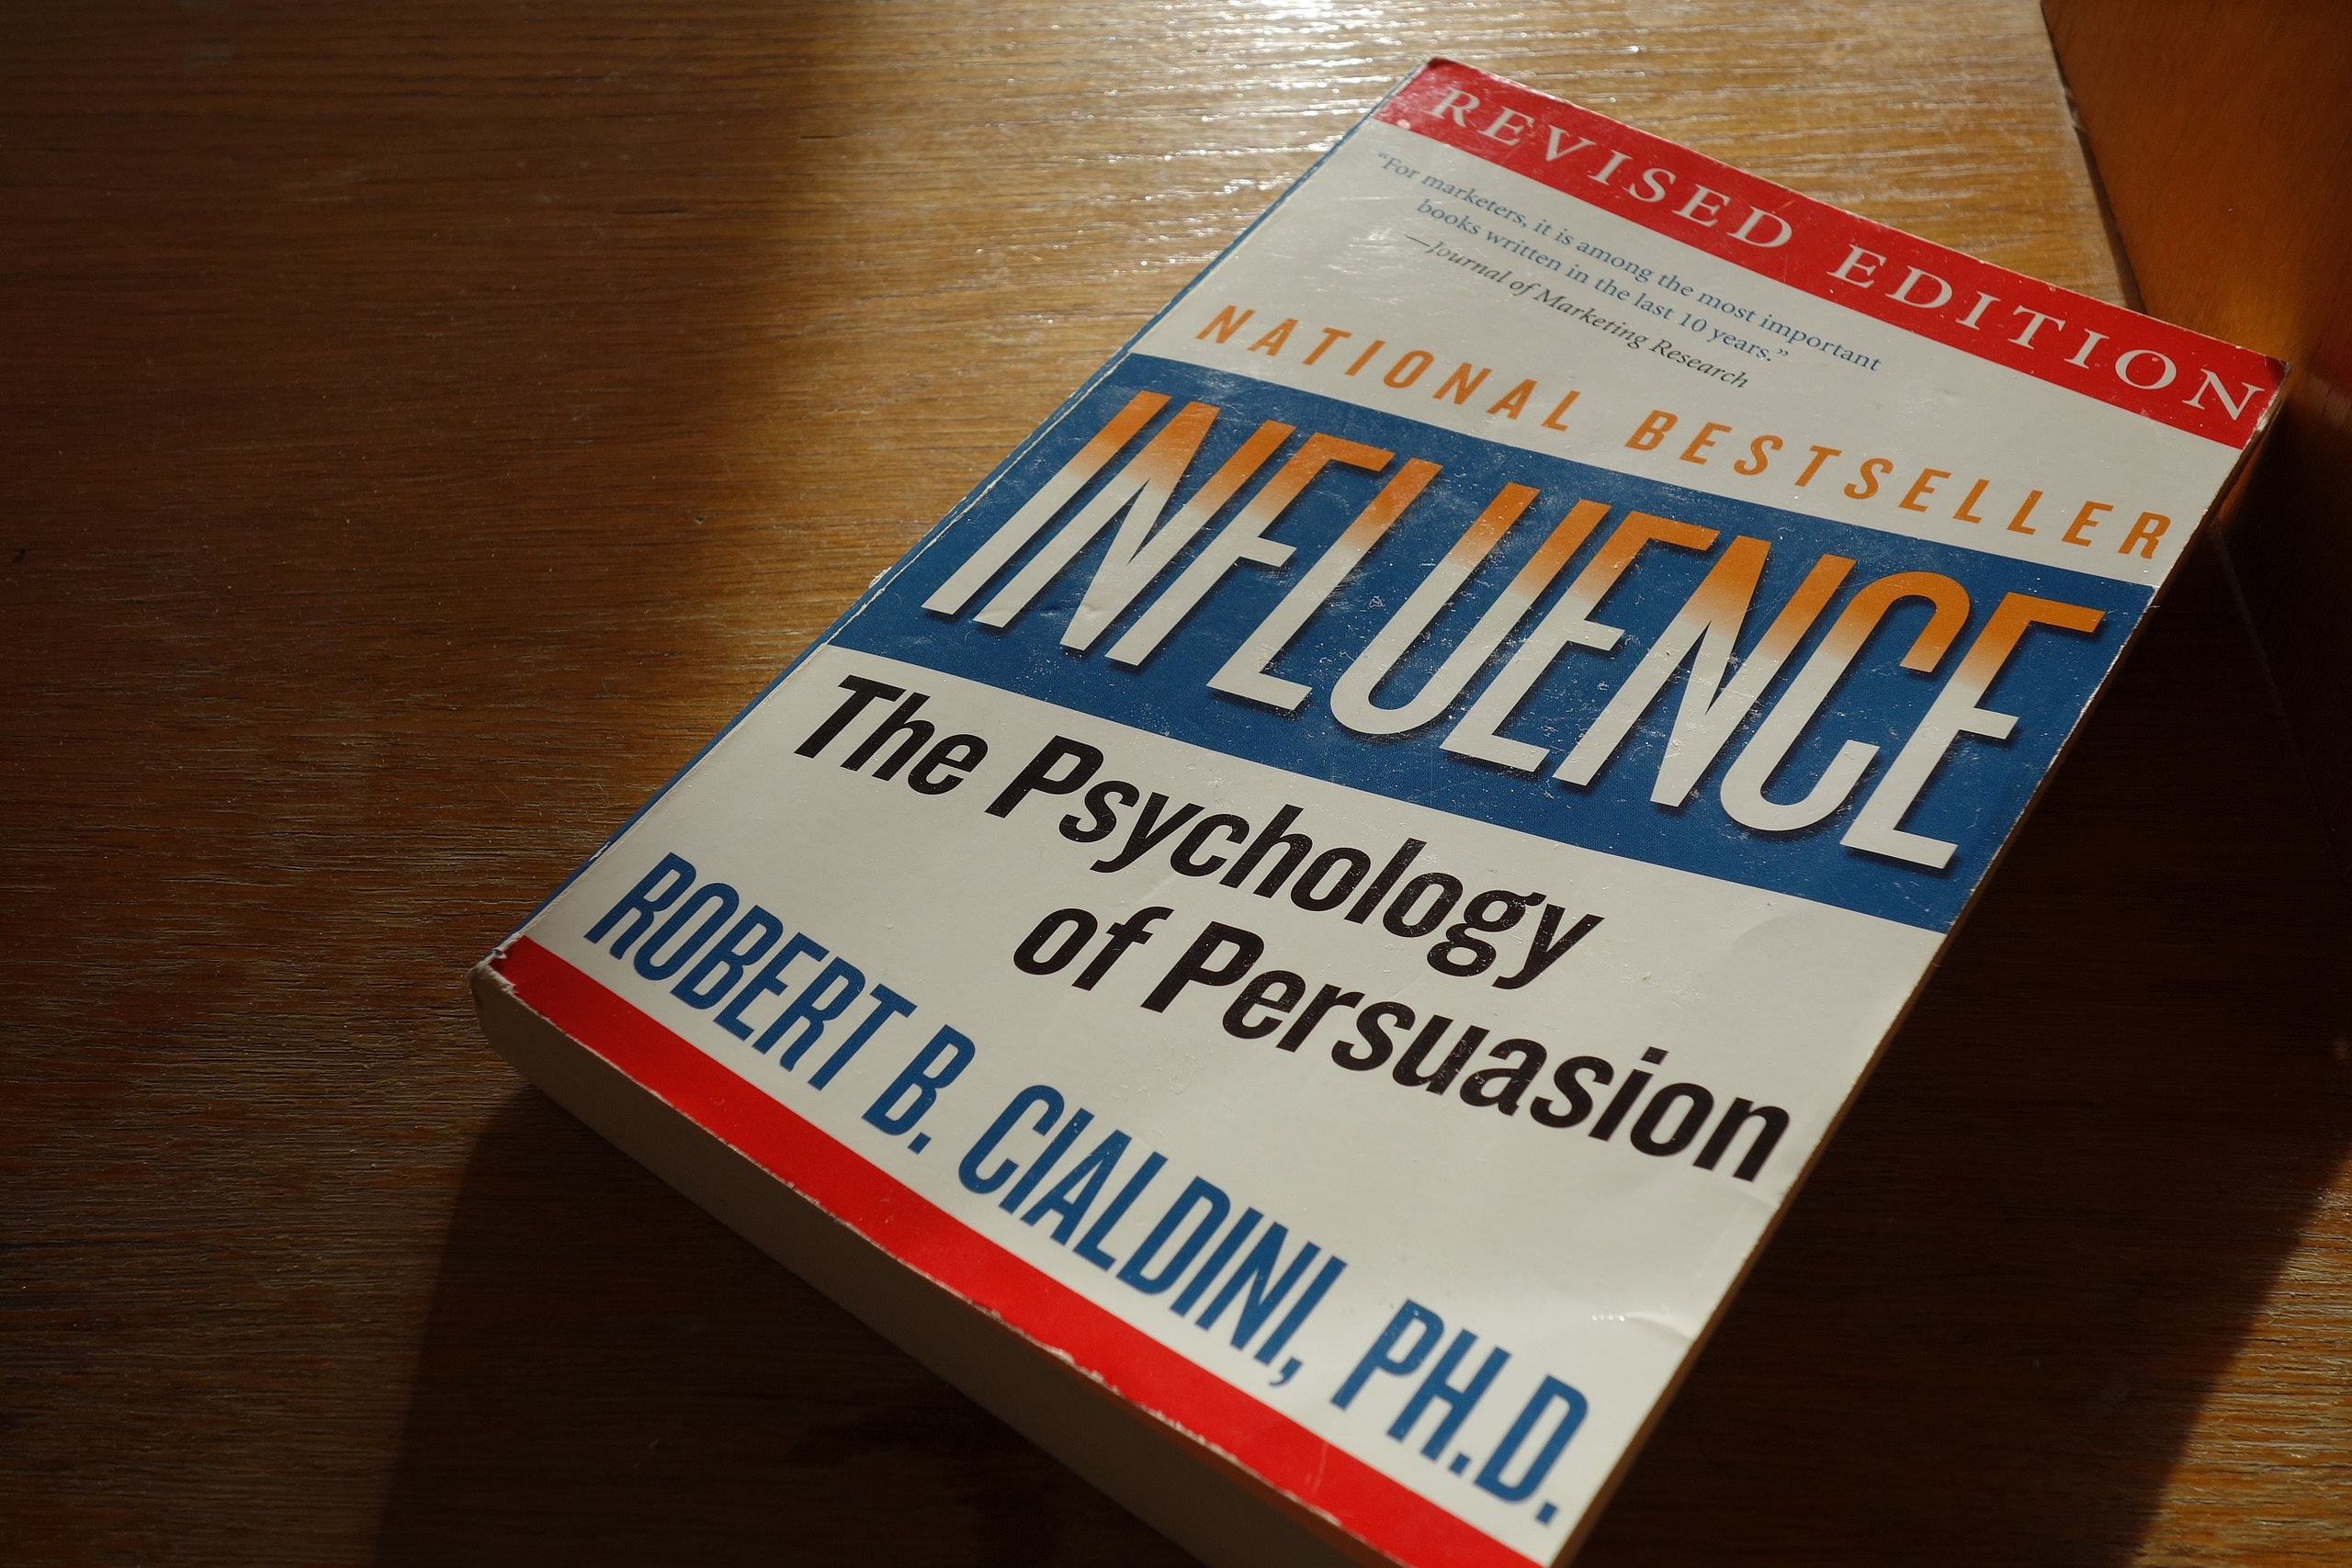 REVISED EDITION
“For marketers, it is among the most important
books written in the last 10 years.”
—Journal of Marketing Research
NATIONAL BESTSELLER
INFLUENCE
The Psychology
of Persuasion
ROBERT B. CIALDINI, PH.D.